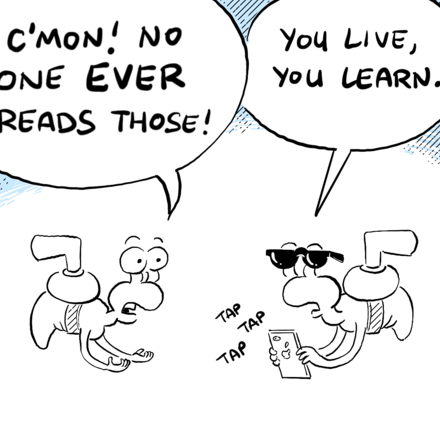 C'MON! NO
ONE EVER
READS THOSE!
YOU LIVE,
YOU LEARN.
TAP
TAP
TAP